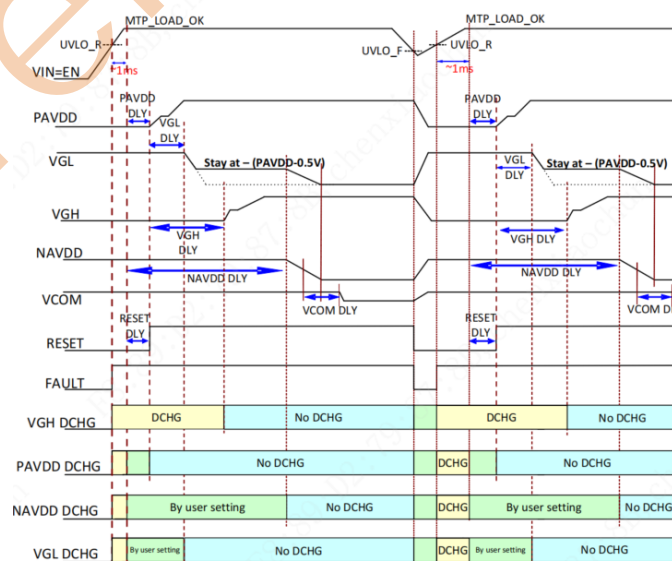 MTP_LOAD_OK
MTP_LOAD_OK
UVLO_R
UVLO_F
UVLO_R
~1ms
~1ms
VIN=EN
PAVDD
DLY
PAVDD
DLY
PAVDD
VGL
DLY
VGL
Stay at – (PAVDD-0.5V)
VGL
DLY
Stay at – (PAVDD-0.5V)
VGH
VGH
DLY
VGH DLY
NAVDD
NAVDD DLY
NAVDD DLY
VCOM
VCOM DLY
VCOM DL
RESET
DLY
RESET
DLY
RESET
FAULT
VGH DCHG
DCHG
No DCHG
DCHG
No DCHG
PAVDD DCHG
No DCHG
DCHG
No DCHG
NAVDD DCHG
By user setting
No DCHG
DCHG
By user setting
No DCHG
VGL DCHG
By user setting
No DCHG
DCHG
By user setting
No DCHG